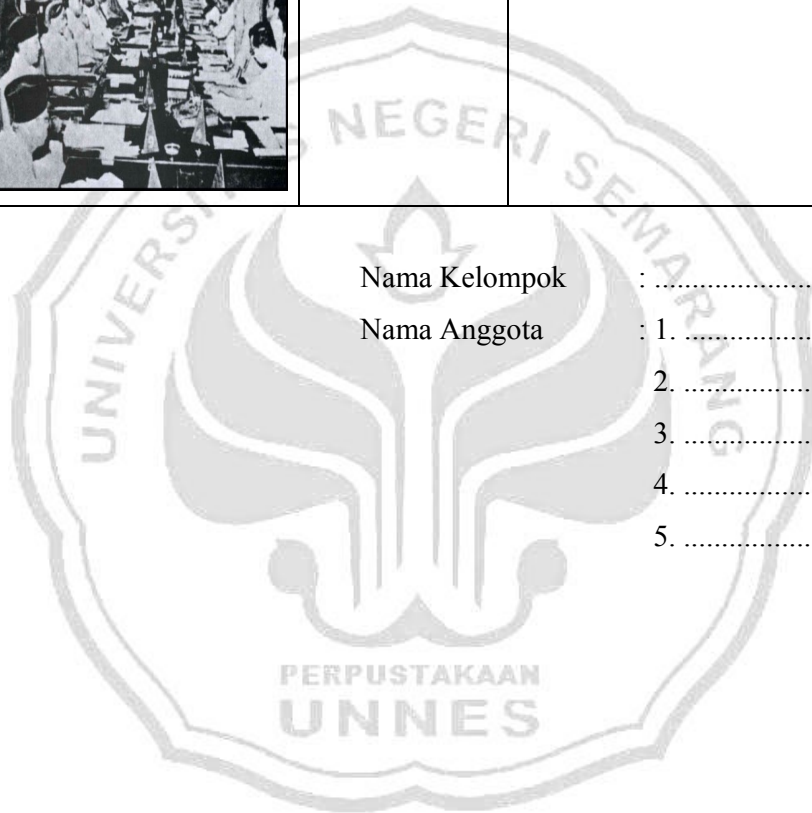 UNIVERSITAS NEGERI SEMARANG
Nama Kelompok : ......................
Nama Anggota : 1. ..................
2. ..................
3. ..................
4. ..................
5. ..................
PERPUSTAKAAN
UNNES